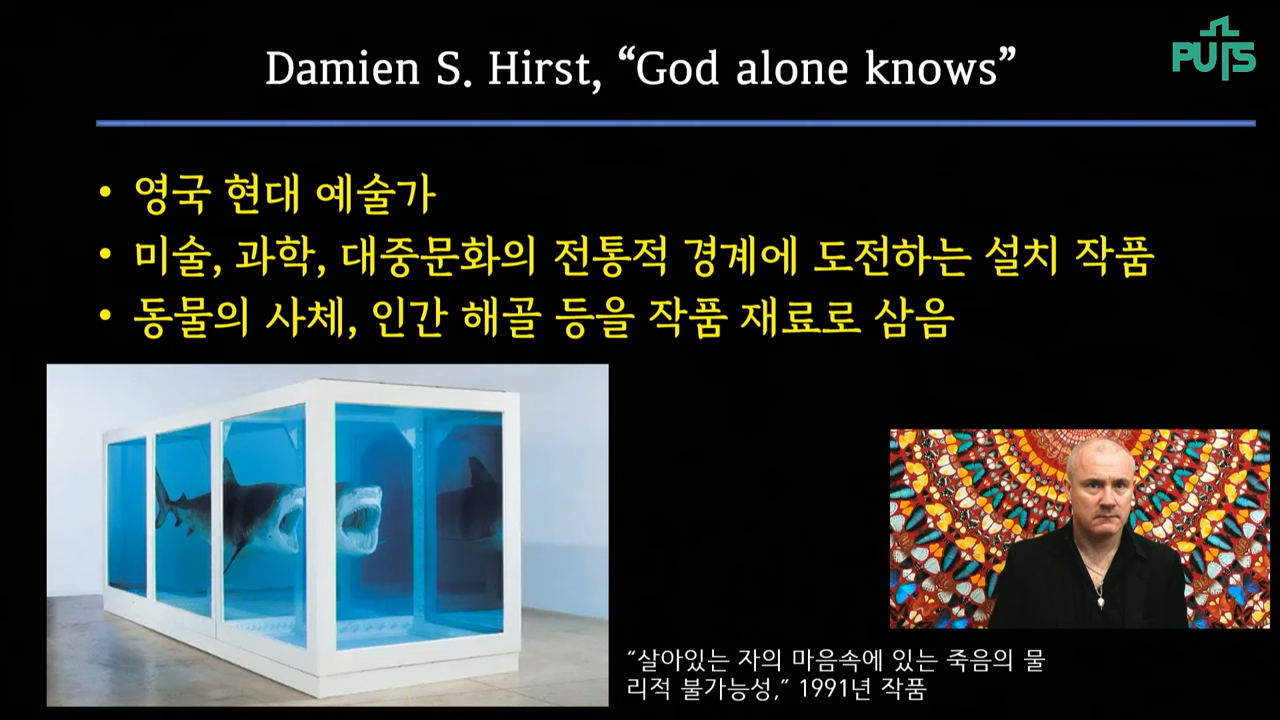 PUTS
Damien S. Hirst, “God alone knows”
• 영국 현대 예술가
• 미술, 과학, 대중문화의 전통적 경계에 도전하는 설치 작품
• 동물의 사체, 인간 해골 등을 작품 재료로 삼음
“살아있는 자의 마음속에 있는 죽음의 물
리적 불가능성,” 1991년 작품